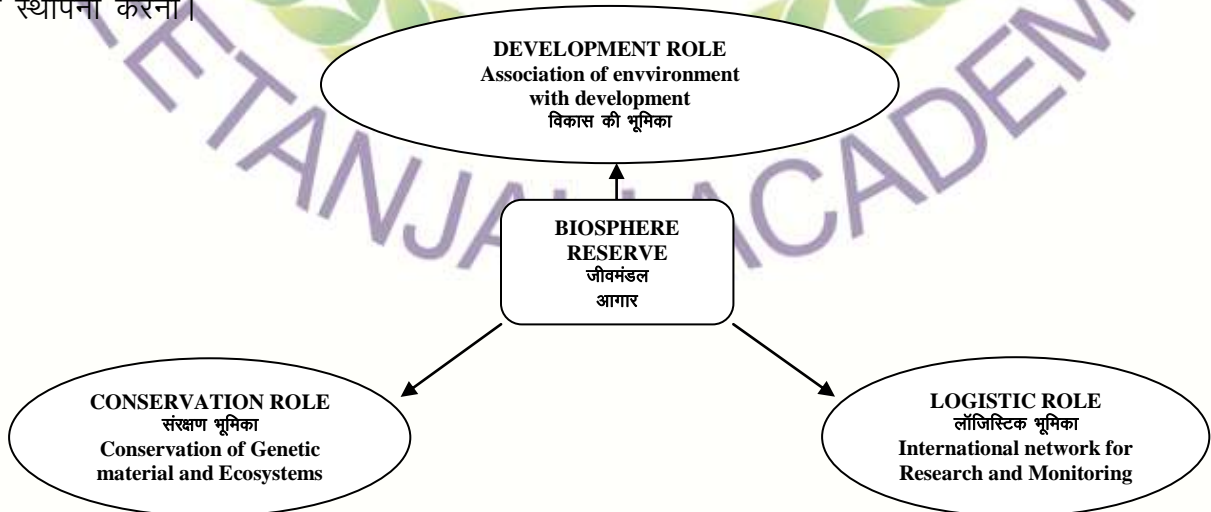 स्थापना करना।
DEVELOPMENT ROLE
Association of envvironment
with development
विकास की भूमिका
BIOSPHERE
RESERVE
जीवमंडल
आगार
CONSERVATION ROLE
संरक्षण भूमिका
Conservation of Genetic
material and Ecosystems
LOGISTIC ROLE
लॉजिस्टिक भूमिका
International network for
Research and Monitoring